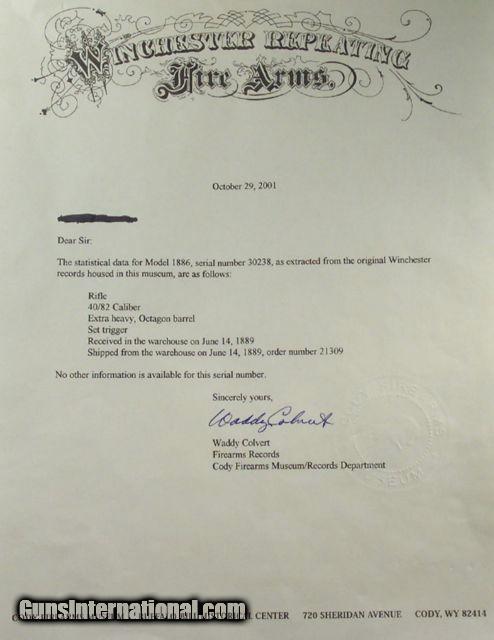 WINCHESTER REPEATING
Fire Arms.
October 29, 2001
Dear Sir:
The statistical data for Model 1886, serial number 30238, as extracted from the original Winchester
records housed in this museum, are as follows:
Rifle
40/82 Caliber
Extra heavy, Octagon barrel
Set trigger
Received in the warehouse on June 14, 1889
Shipped from the warehouse on June 14, 1889, order number 21309
No other information is available for this serial number.
Sincerely yours,
Waddy Colvert
Waddy Colvert
Firearms Records
Cody Firearms Museum/Records Department
CODY FIREARMS
MUSEUM
GunsInternational.com
CENTER 720 SHERIDAN AVENUE CODY, WY 82414